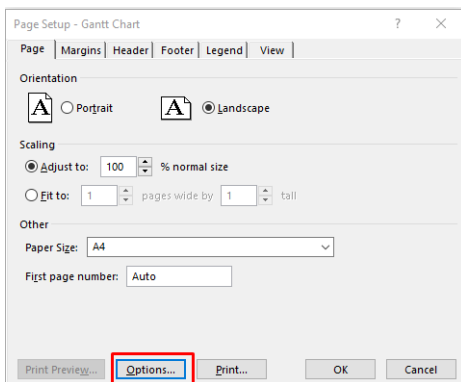 Page Setup - Gantt Chart ? ×
Page Margins Header Footer Legend View
Orientation
A Portrait A Landscape
Scaling
Adjust to: 100 % normal size
Fit to: 1 pages wide by 1 tall
Other
Paper Size: A4
First page number: Auto
Print Preview... Options... Print... OK Cancel